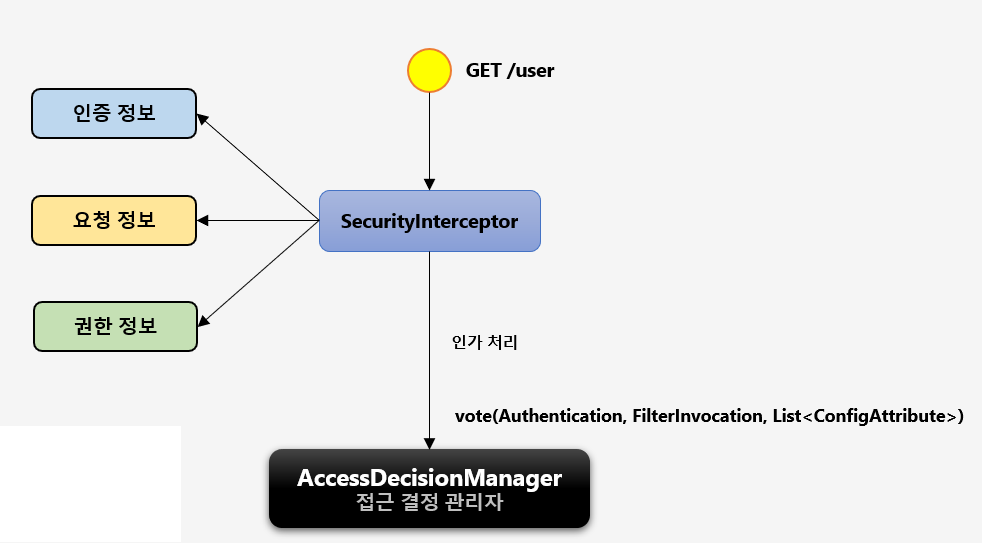 GET /user
인증 정보
요청 정보
SecurityInterceptor
권한 정보
인가 처리
vote(Authentication, FilterInvocation, List<ConfigAttribute>)
AccessDecisionManager
접근 결정 관리자